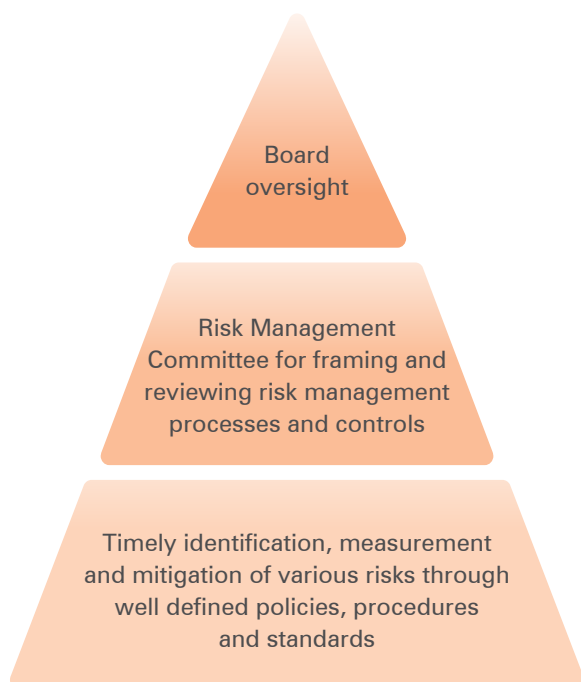 Board
oversight
Risk Management
Committee for framing and
reviewing risk management
processes and controls
Timely identification, measurement
and mitigation of various risks through
well defined policies, procedures
and standards